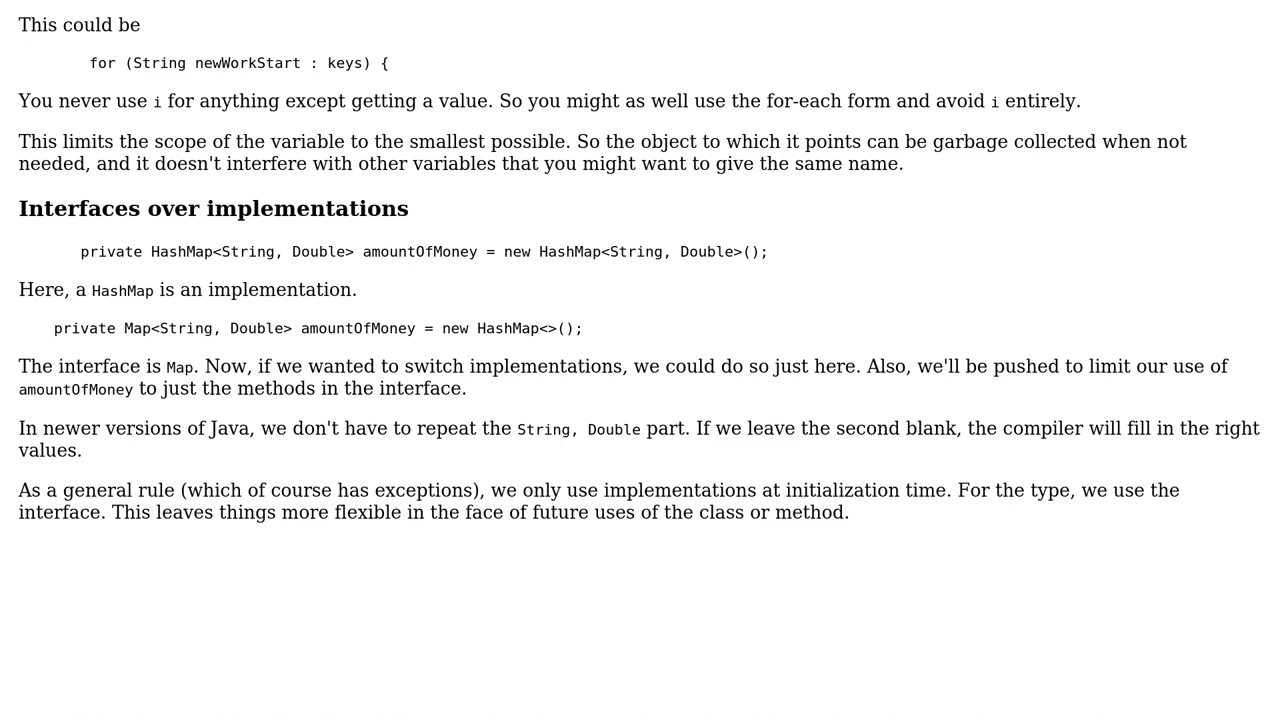 This could be
for (String newWorkStart : keys) {
You never use i for anything except getting a value. So you might as well use the for-each form and avoid i entirely.
This limits the scope of the variable to the smallest possible. So the object to which it points can be garbage collected when not
needed, and it doesn't interfere with other variables that you might want to give the same name.
Interfaces over implementations
private HashMap<String, Double> amountOfMoney = new HashMap<String, Double>();
Here, a HashMap is an implementation.
private Map<String, Double> amountOfMoney = new HashMap<>();
The interface is Map. Now, if we wanted to switch implementations, we could do so just here. Also, we'll be pushed to limit our use of
amountOfMoney to just the methods in the interface.
In newer versions of Java, we don't have to repeat the String, Double part. If we leave the second blank, the compiler will fill in the right
values.
As a general rule (which of course has exceptions), we only use implementations at initialization time. For the type, we use the
interface. This leaves things more flexible in the face of future uses of the class or method.